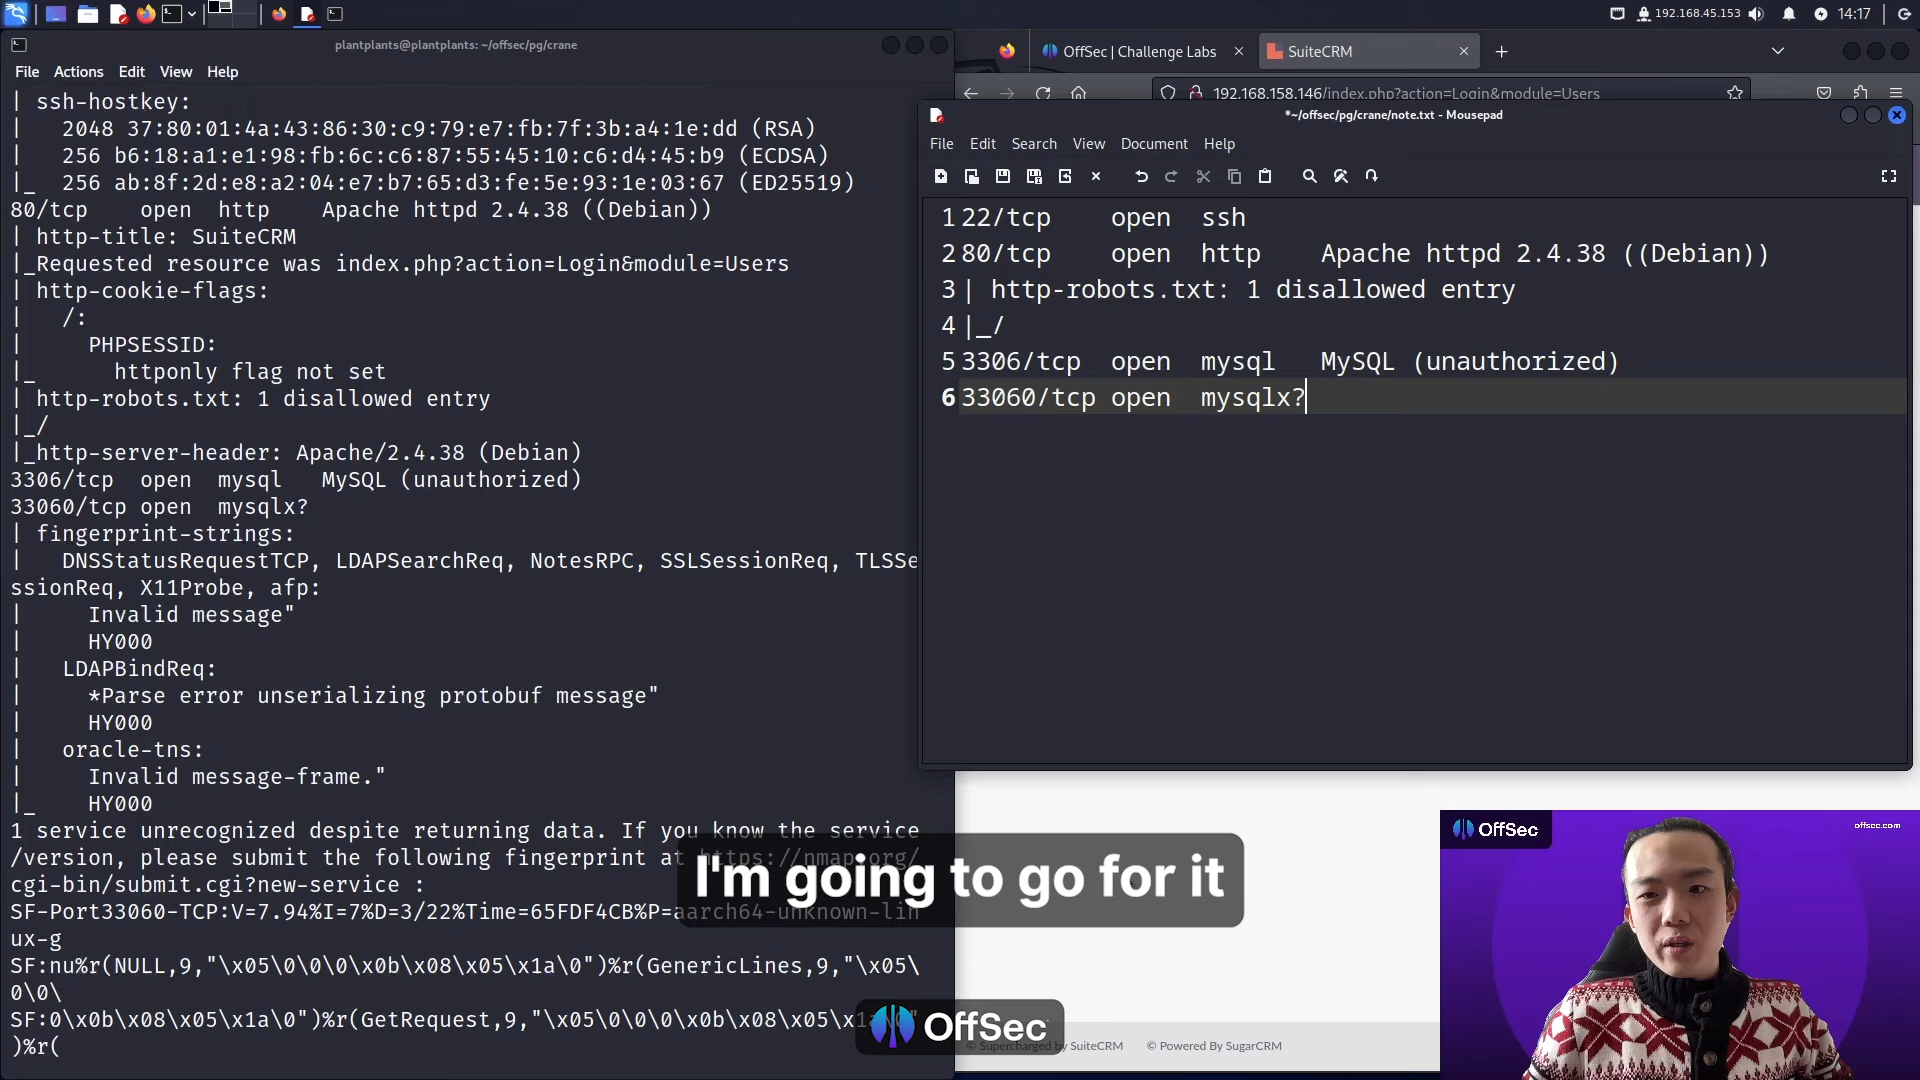 192.168.45.153
14:17
plantplants@plantplants: ~/offsec/pg/crane
File Actions Edit View Help
| ssh-hostkey:
|   2048 37:80:01:4a:43:86:30:c9:79:e7:fb:7f:3b:a4:1e:dd (RSA)
|   256 b6:18:a1:e1:98:fb:6c:c6:87:55:45:10:c6:d4:45:b9 (ECDSA)
|_  256 ab:8f:2d:e8:a2:04:e7:b7:65:d3:fe:5e:93:1e:03:67 (ED25519)
80/tcp    open  http    Apache httpd 2.4.38 ((Debian))
| http-title: SuiteCRM
|_Requested resource was index.php?action=Login&module=Users
| http-cookie-flags:
|   /:
|     PHPSESSID:
|_      httponly flag not set
| http-robots.txt: 1 disallowed entry
|_/
|_http-server-header: Apache/2.4.38 (Debian)
3306/tcp  open  mysql   MySQL (unauthorized)
33060/tcp open  mysqlx?
| fingerprint-strings:
|   DNSStatusRequestTCP, LDAPSearchReq, NotesRPC, SSLSessionReq, TLSSe
ssionReq, X11Probe, afp:
|     Invalid message"
|     HY000
|   LDAPBindReq:
|     *Parse error unserializing protobuf message"
|     HY000
|   oracle-tns:
|     Invalid message-frame."
|_    HY000
1 service unrecognized despite returning data. If you know the service
/version, please submit the following fingerprint at https://nmap.org/
cgi-bin/submit.cgi?new-service :
SF-Port33060-TCP:V=7.94%I=7%D=3/22%Time=65FDF4CB%P=aarch64-unknown-lin
ux-g
SF:nu%r(NULL,9,"\x05\0\0\0\x0b\x08\x05\x1a\0")%r(GenericLines,9,"\x05\
0\0\
SF:0\x0b\x08\x05\x1a\0")%r(GetRequest,9,"\x05\0\0\0\x0b\x08\x05\x1a\0"
)%r(
OffSec | Challenge Labs
SuiteCRM
192.168.158.146/index.php?action=Login&module=Users
*~/offsec/pg/crane/note.txt - Mousepad
File Edit Search View Document Help
1 22/tcp    open  ssh
2 80/tcp    open  http    Apache httpd 2.4.38 ((Debian))
3 | http-robots.txt: 1 disallowed entry
4 |_/
5 3306/tcp  open  mysql   MySQL (unauthorized)
6 33060/tcp open  mysqlx?
I'm going to go for it
OffSec
© Supercharged by SuiteCRM
© Powered By SugarCRM
OffSec
offsec.com